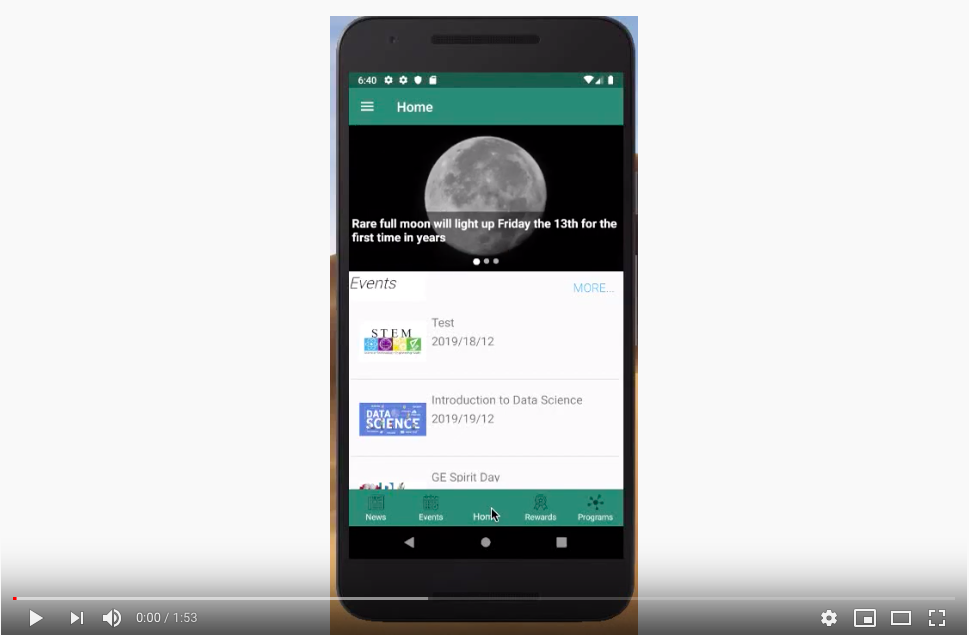 6:40
Home
Rare full moon will light up Friday the 13th for the
first time in years
Events
MORE...
STEM
Test
2019/18/12
DATA
SCIENCE
Introduction to Data Science
2019/19/12
GE Spirit Day
News
Events
Home
Rewards
Programs
0:00 / 1:53